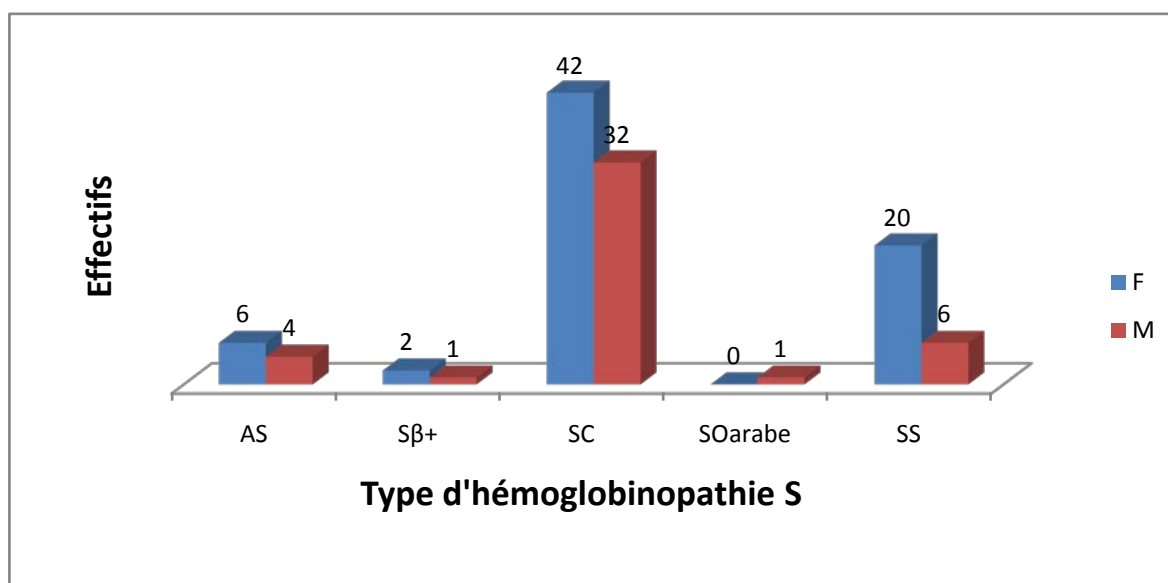 42
32
20
6
4
2
1
0
1
6
Effectifs
F
M
AS
Sβ+
SC
SOarabe
SS
Type d'hémoglobinopathie S